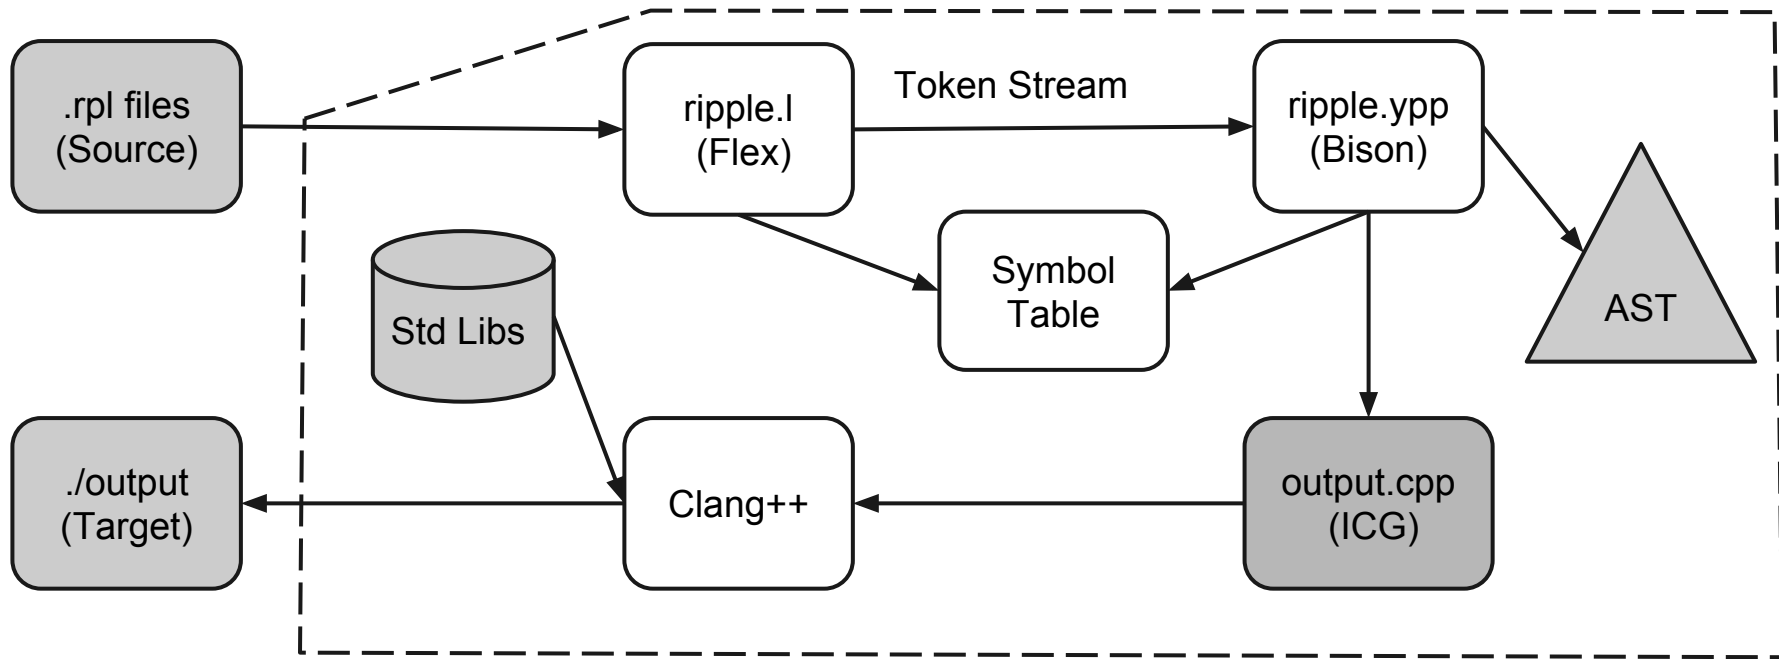 .rpl files
(Source)
ripple.l
(Flex)
Token Stream
ripple.ypp
(Bison)
Symbol
Table
AST
Std Libs
./output
(Target)
Clang++
output.cpp
(ICG)